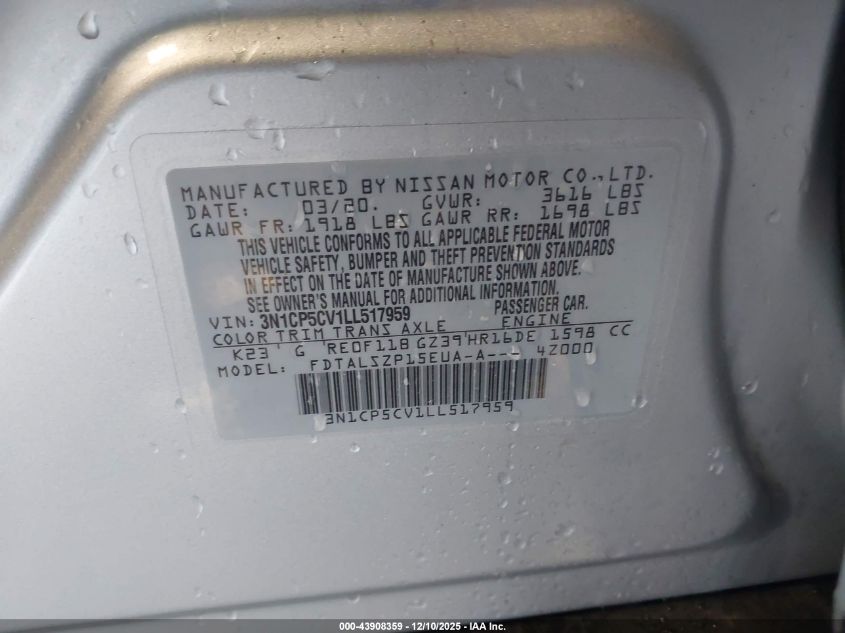 MANUFACTURED BY NISSAN MOTOR CO., LTD.
DATE: 03/20. GVWR: 3616 LBS
GAWR FR: 1918 LBS GAWR RR: 1698 LBS
THIS VEHICLE CONFORMS TO ALL APPLICABLE FEDERAL MOTOR
VEHICLE SAFETY, BUMPER AND THEFT PREVENTION STANDARDS
IN EFFECT ON THE DATE OF MANUFACTURE SHOWN ABOVE.
SEE OWNER'S MANUAL FOR ADDITIONAL INFORMATION.
VIN: 3N1CP5CV1LL517959 PASSENGER CAR.
COLOR TRIM TRANS AXLE ENGINE
K23 ' G 'RE0F11B GZ39'HR16DE 1598 CC
MODEL: FDTALSZP15EUA-A--- 4Z000
3N1CP5CV1LL517959
000-43908359 - 12/10/2025 - IAA Inc.